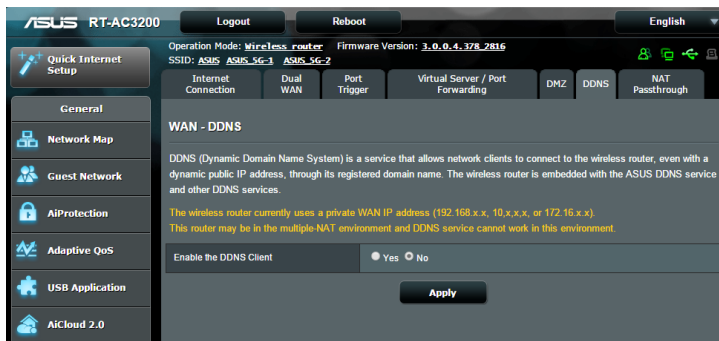 ASUS RT-AC3200 Logout Reboot English
Quick Internet Setup
Operation Mode: Wireless router Firmware Version: 3.0.0.4.378_2816
SSID: ASUS ASUS_5G-1 ASUS_5G-2
Internet Connection Dual WAN Port Trigger Virtual Server / Port Forwarding DMZ DDNS NAT Passthrough
General
Network Map
Guest Network
AiProtection
Adaptive QoS
USB Application
AiCloud 2.0
WAN - DDNS
DDNS (Dynamic Domain Name System) is a service that allows network clients to connect to the wireless router, even with a
dynamic public IP address, through its registered domain name. The wireless router is embedded with the ASUS DDNS service
and other DDNS services.
The wireless router currently uses a private WAN IP address (192.168.x.x, 10,x,x,x, or 172.16.x.x).
This router may be in the multiple-NAT environment and DDNS service cannot work in this environment.
Enable the DDNS Client Yes No
Apply